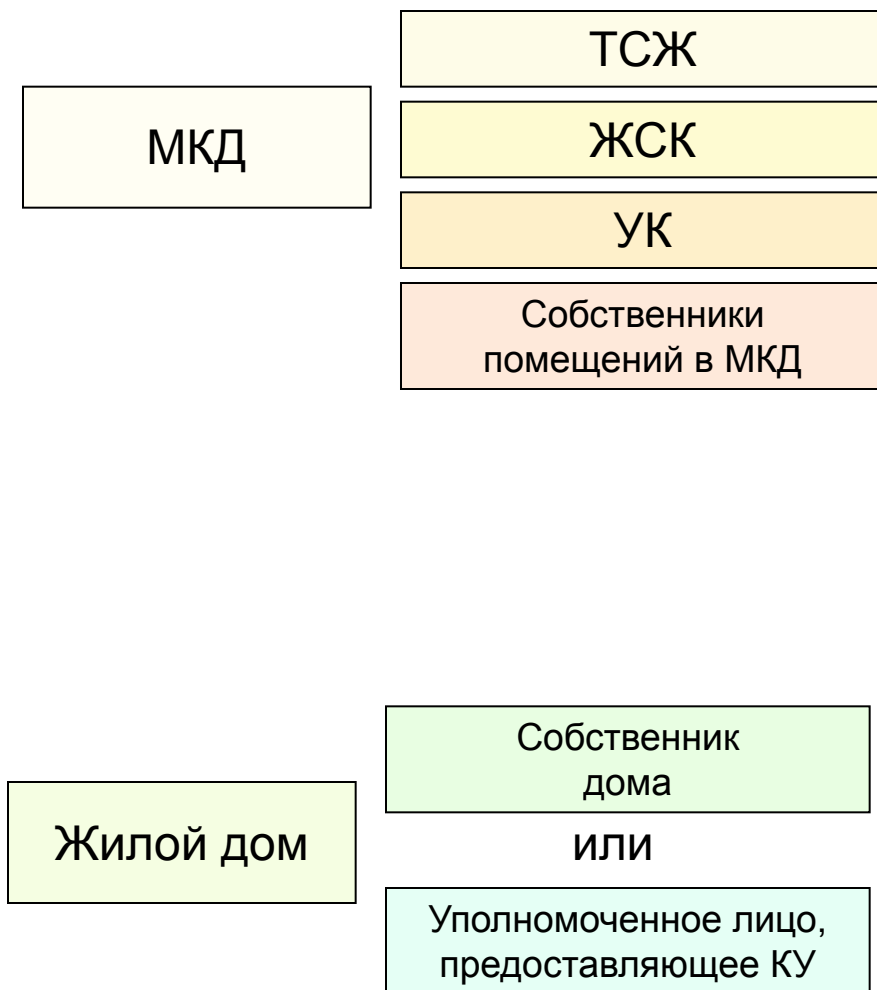 ТСЖ
МКД
ЖСК
УК
Собственники
помещений в МКД
Собственник
дома
Жилой дом
или
Уполномоченное лицо,
предоставляющее КУ